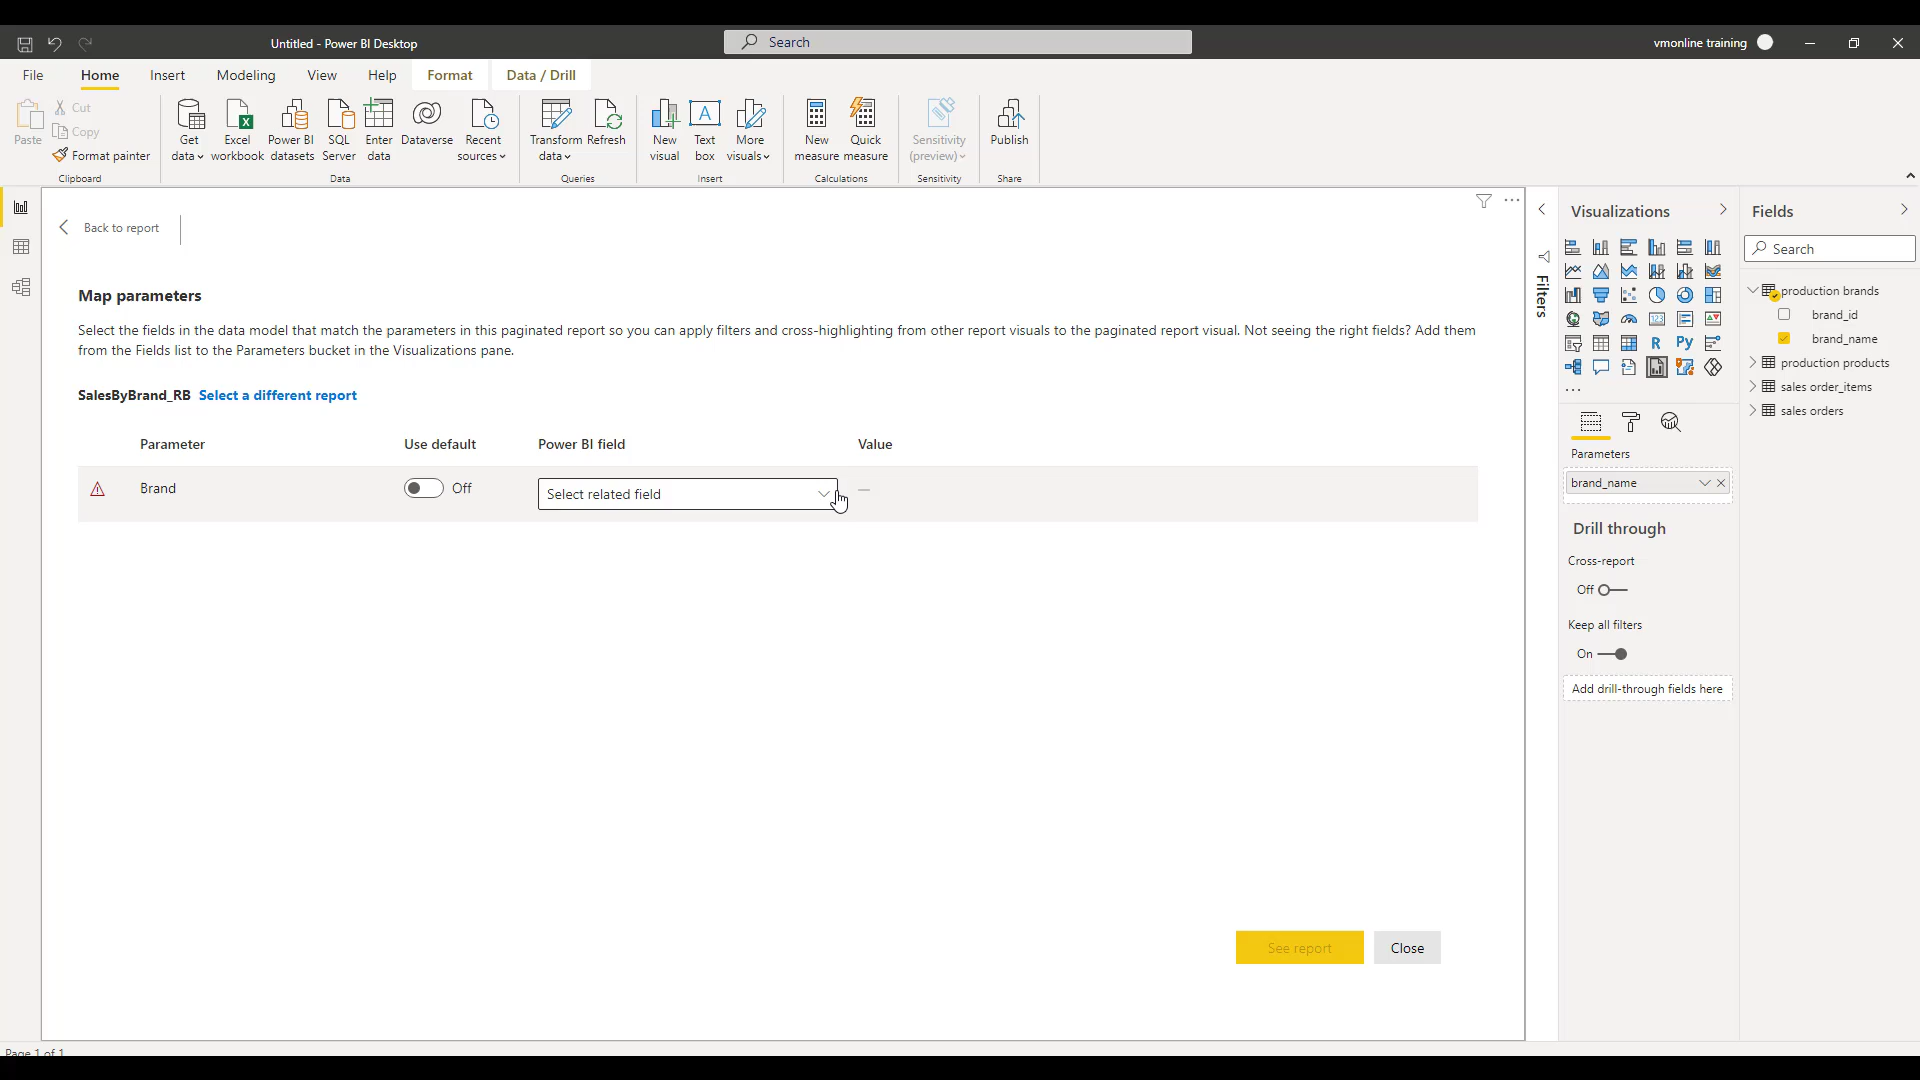 Untitled - Power BI Desktop
Search
vmonline training
File
Home
Insert
Modeling
View
Help
Format
Data / Drill
Paste
Cut
Copy
Format painter
Clipboard
Get data
Excel workbook
Power BI datasets
SQL Server
Enter data
Dataverse
Recent sources
Data
Transform data
Refresh
Queries
New visual
Text box
More visuals
Insert
New measure
Quick measure
Calculations
Sensitivity (preview)
Sensitivity
Publish
Share
Back to report
Map parameters
Select the fields in the data model that match the parameters in this paginated report so you can apply filters and cross-highlighting from other report visuals to the paginated report visual. Not seeing the right fields? Add them
from the Fields list to the Parameters bucket in the Visualizations pane.
SalesByBrand_RB Select a different report
Parameter Use default Power BI field Value
Brand Off Select related field —
See report
Close
Filters
Visualizations
R
Py
Parameters
brand_name
Drill through
Cross-report
Off
Keep all filters
On
Add drill-through fields here
Fields
Search
production brands
brand_id
brand_name
production products
sales order_items
sales orders
Page 1 of 1